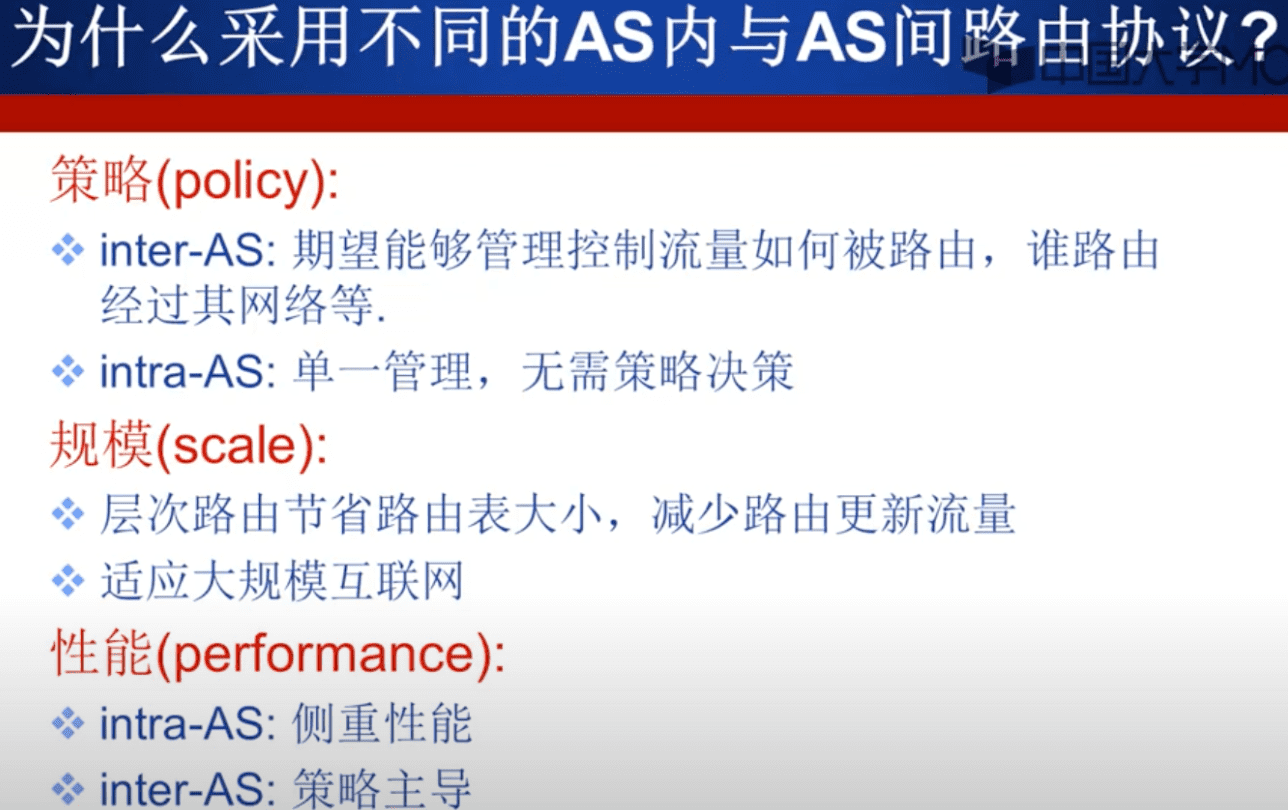 为什么采用不同的AS内与AS间路由协议?
中国大学MO
策略(policy):
inter-AS: 期望能够管理控制流量如何被路由，谁路由
经过其网络等.
intra-AS: 单一管理，无需策略决策
规模(scale):
层次路由节省路由表大小，减少路由更新流量
适应大规模互联网
性能(performance):
intra-AS: 侧重性能
inter-AS: 策略主导